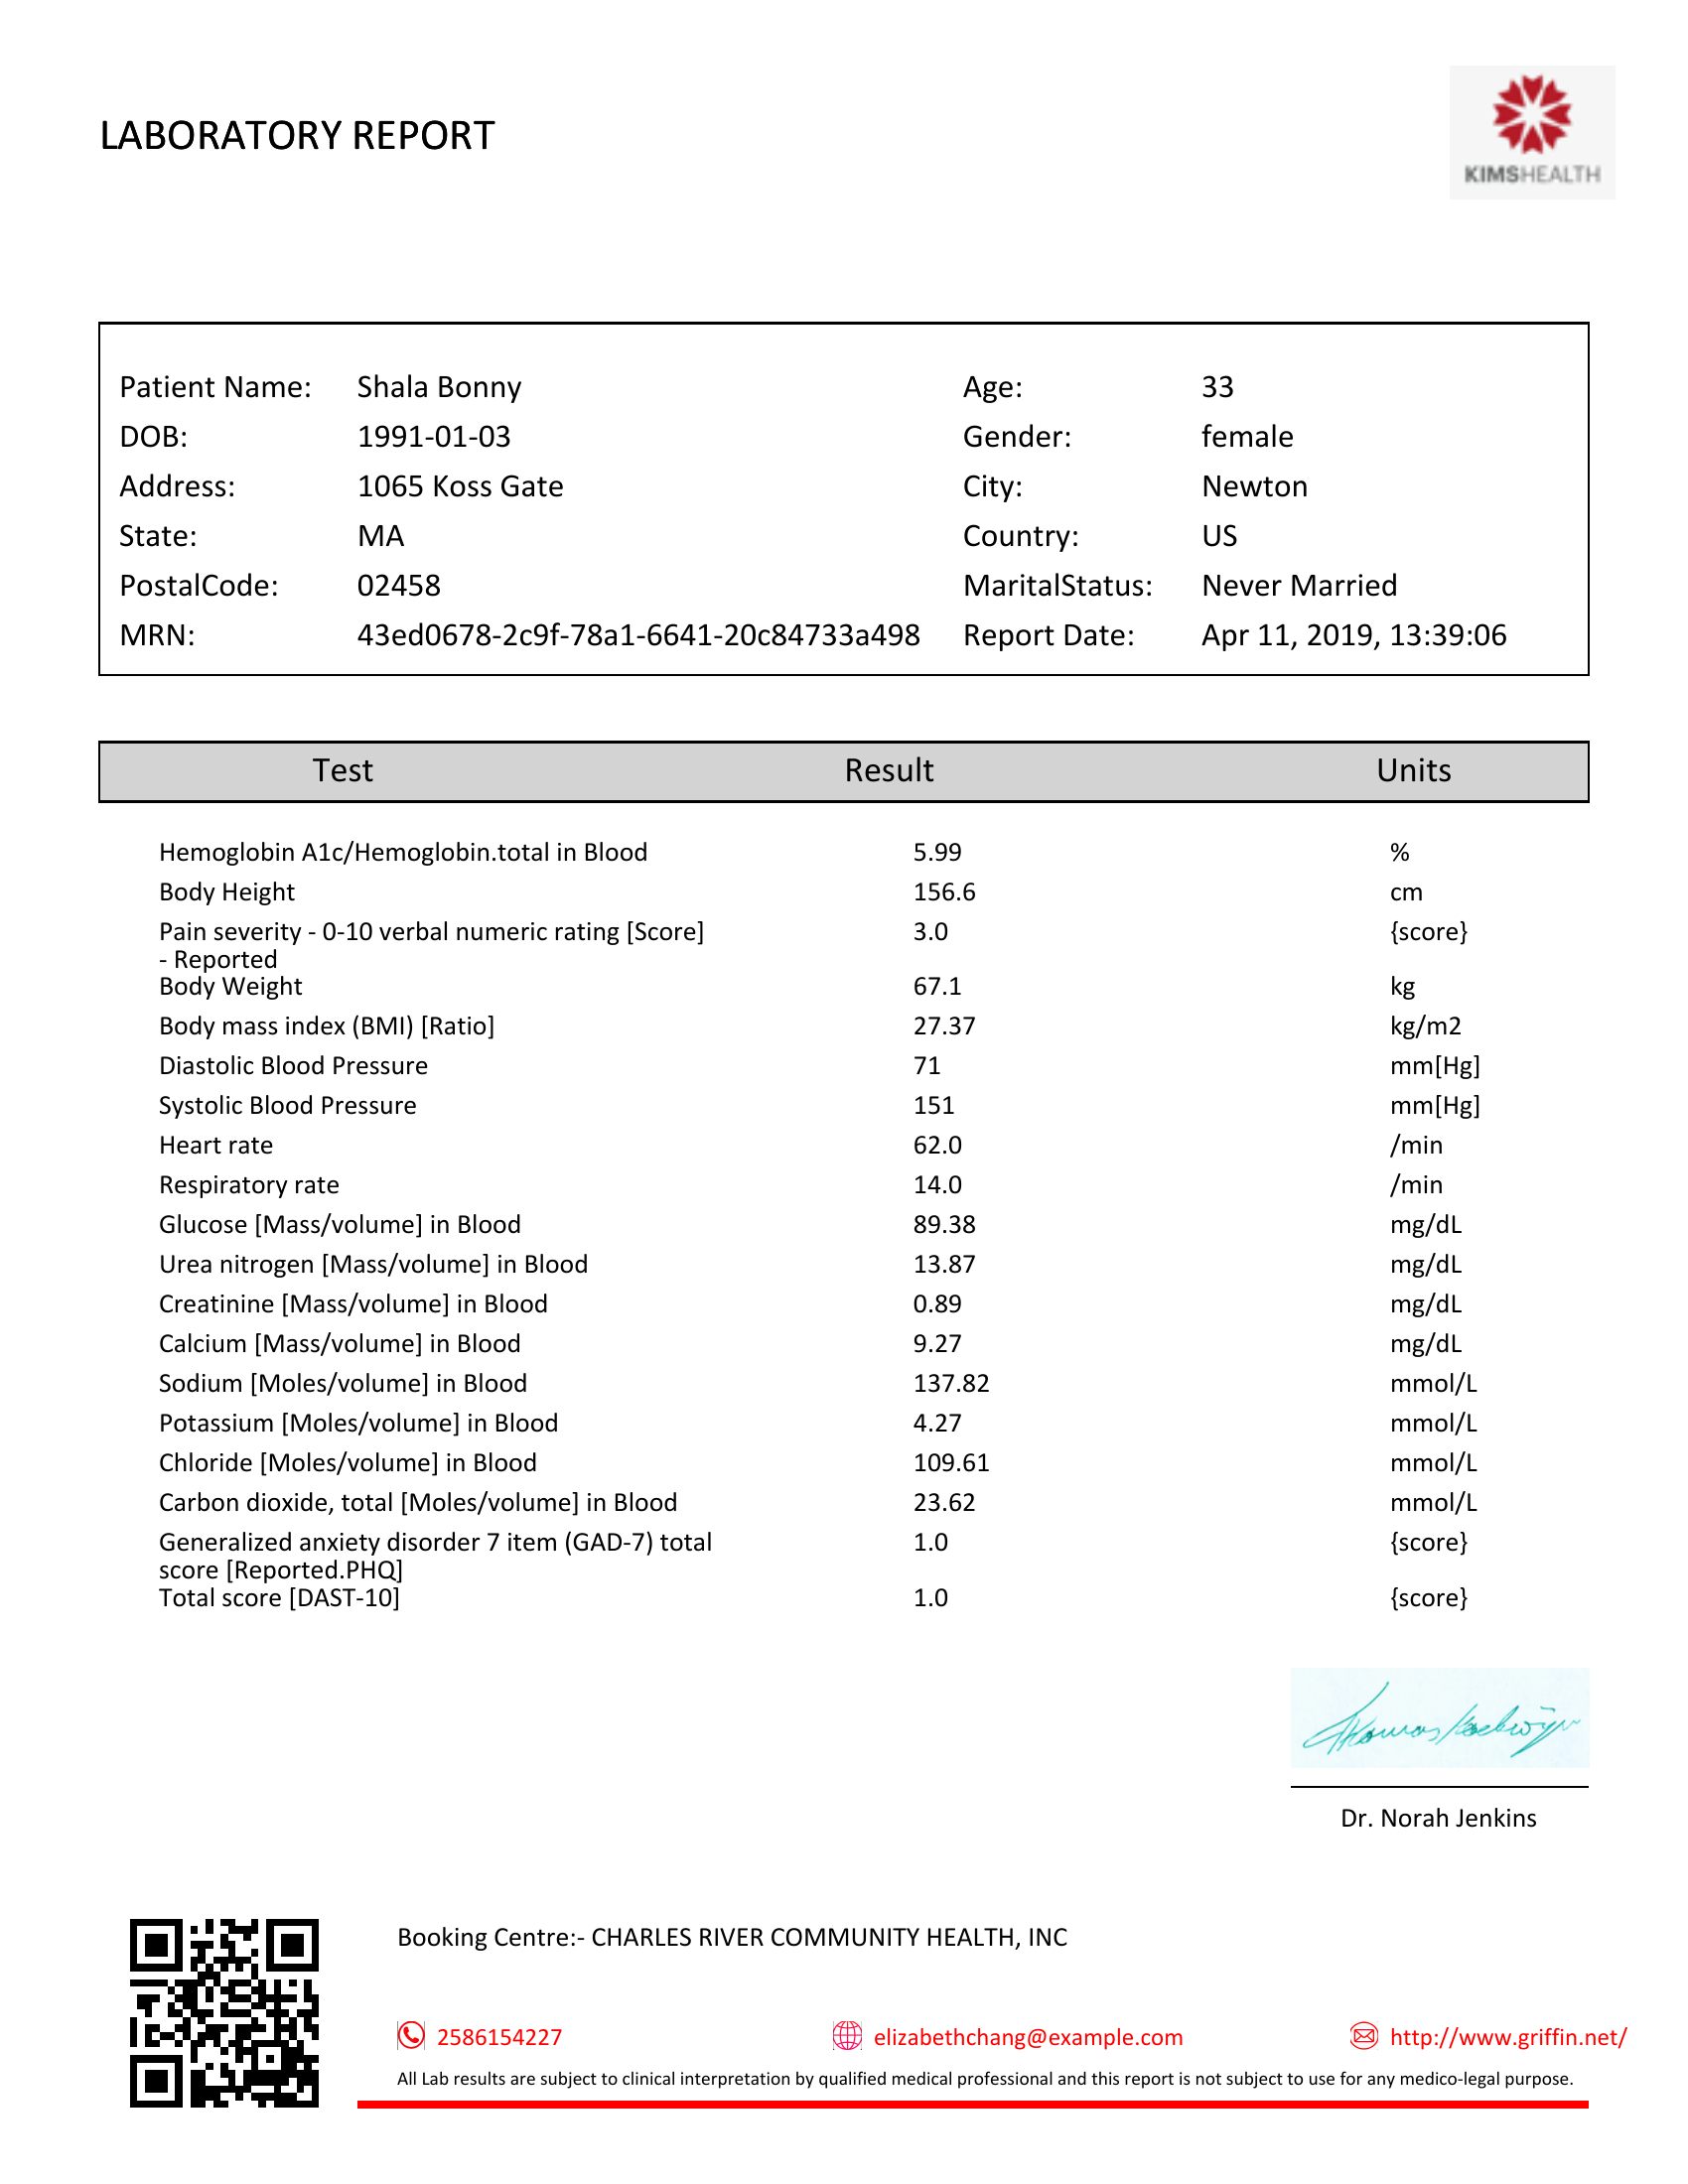 LABORATORY REPORT
KIMSHEALTH
Patient Name: Shala Bonny Age: 33
DOB: 1991-01-03 Gender: female
Address: 1065 Koss Gate City: Newton
State: MA Country: US
PostalCode: 02458 MaritalStatus: Never Married
MRN: 43ed0678-2c9f-78a1-6641-20c84733a498 Report Date: Apr 11, 2019, 13:39:06
Test Result Units
Hemoglobin A1c/Hemoglobin.total in Blood 5.99 %
Body Height 156.6 cm
Pain severity - 0-10 verbal numeric rating [Score] 3.0 {score}
- Reported
Body Weight 67.1 kg
Body mass index (BMI) [Ratio] 27.37 kg/m2
Diastolic Blood Pressure 71 mm[Hg]
Systolic Blood Pressure 151 mm[Hg]
Heart rate 62.0 /min
Respiratory rate 14.0 /min
Glucose [Mass/volume] in Blood 89.38 mg/dL
Urea nitrogen [Mass/volume] in Blood 13.87 mg/dL
Creatinine [Mass/volume] in Blood 0.89 mg/dL
Calcium [Mass/volume] in Blood 9.27 mg/dL
Sodium [Moles/volume] in Blood 137.82 mmol/L
Potassium [Moles/volume] in Blood 4.27 mmol/L
Chloride [Moles/volume] in Blood 109.61 mmol/L
Carbon dioxide, total [Moles/volume] in Blood 23.62 mmol/L
Generalized anxiety disorder 7 item (GAD-7) total 1.0 {score}
score [Reported.PHQ]
Total score [DAST-10] 1.0 {score}
Dr. Norah Jenkins
Booking Centre:- CHARLES RIVER COMMUNITY HEALTH, INC
2586154227 elizabethchang@example.com http://www.griffin.net/
All Lab results are subject to clinical interpretation by qualified medical professional and this report is not subject to use for any medico-legal purpose.